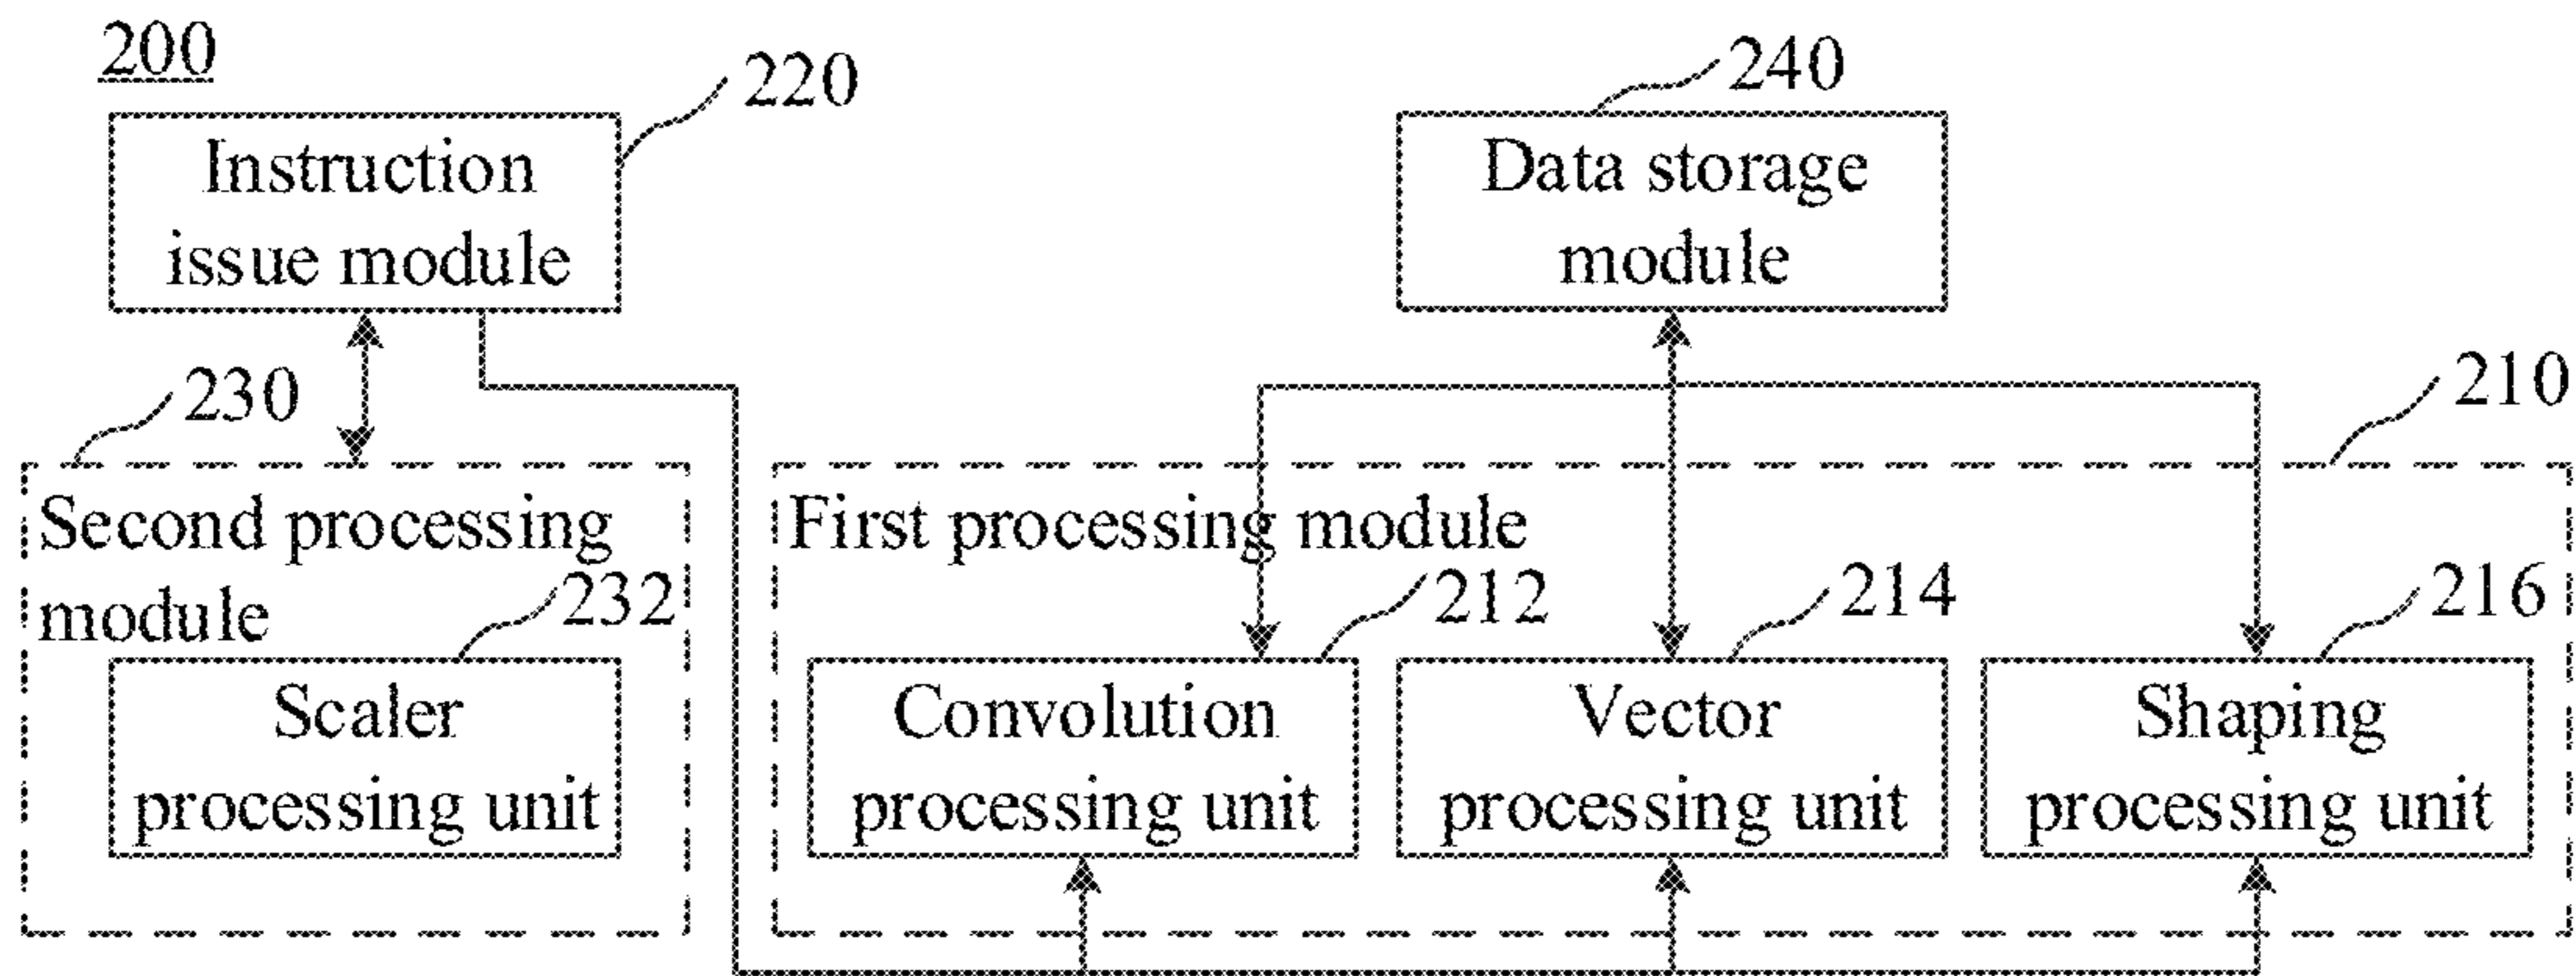 200
220
240
Instruction
issue module
Data storage
module
230
210
Second processing
module
First processing module
232
212
214
216
Scaler
processing unit
Convolution
processing unit
Vector
processing unit
Shaping
processing unit